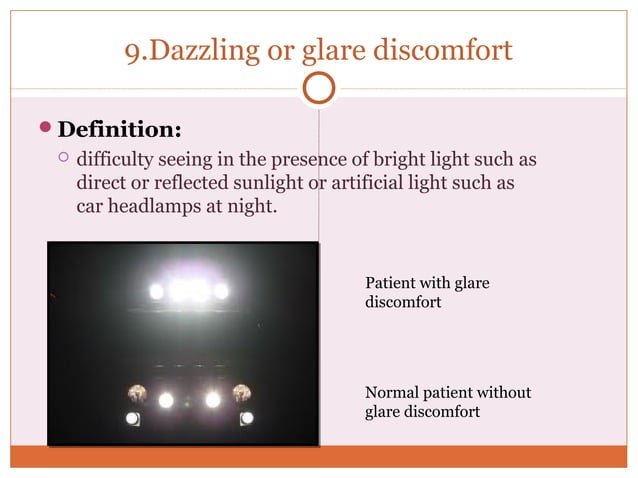 9.Dazzling or glare discomfort
Definition:
difficulty seeing in the presence of bright light such as
direct or reflected sunlight or artificial light such as
car headlamps at night.
Patient with glare
discomfort
Normal patient without
glare discomfort